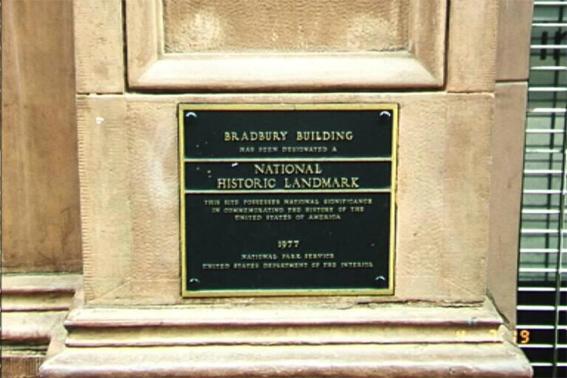 BRADBURY BUILDING
HAS BEEN DESIGNATED A
NATIONAL
HISTORIC LANDMARK
THIS SITE POSSESSES NATIONAL SIGNIFICANCE
IN COMMEMORATING THE HISTORY OF THE
UNITED STATES OF AMERICA
1977
NATIONAL PARK SERVICE
UNITED STATES DEPARTMENT OF THE INTERIOR